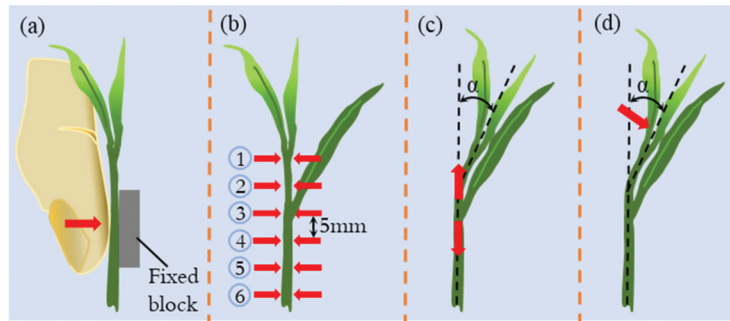 (a)
(b)
(c)
(d)
α
α
①
②
③
④
⑤
⑥
5mm
Fixed
block